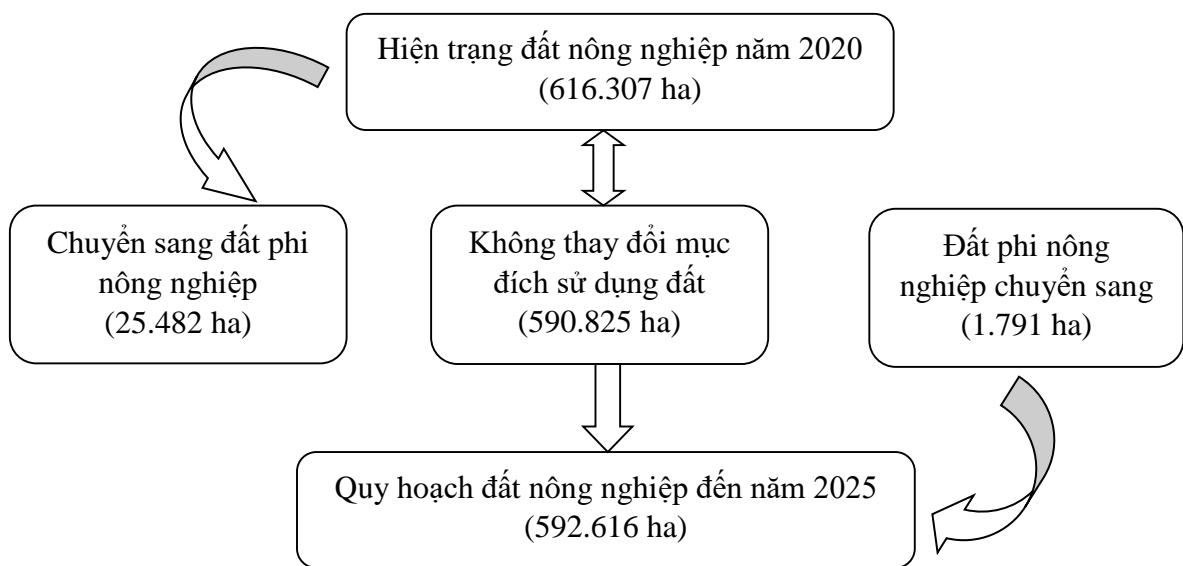 Hiện trạng đất nông nghiệp năm 2020
(616.307 ha)
Chuyển sang đất phi
nông nghiệp
(25.482 ha)
Không thay đổi mục
đích sử dụng đất
(590.825 ha)
Đất phi nông
nghiệp chuyển sang
(1.791 ha)
Quy hoạch đất nông nghiệp đến năm 2025
(592.616 ha)